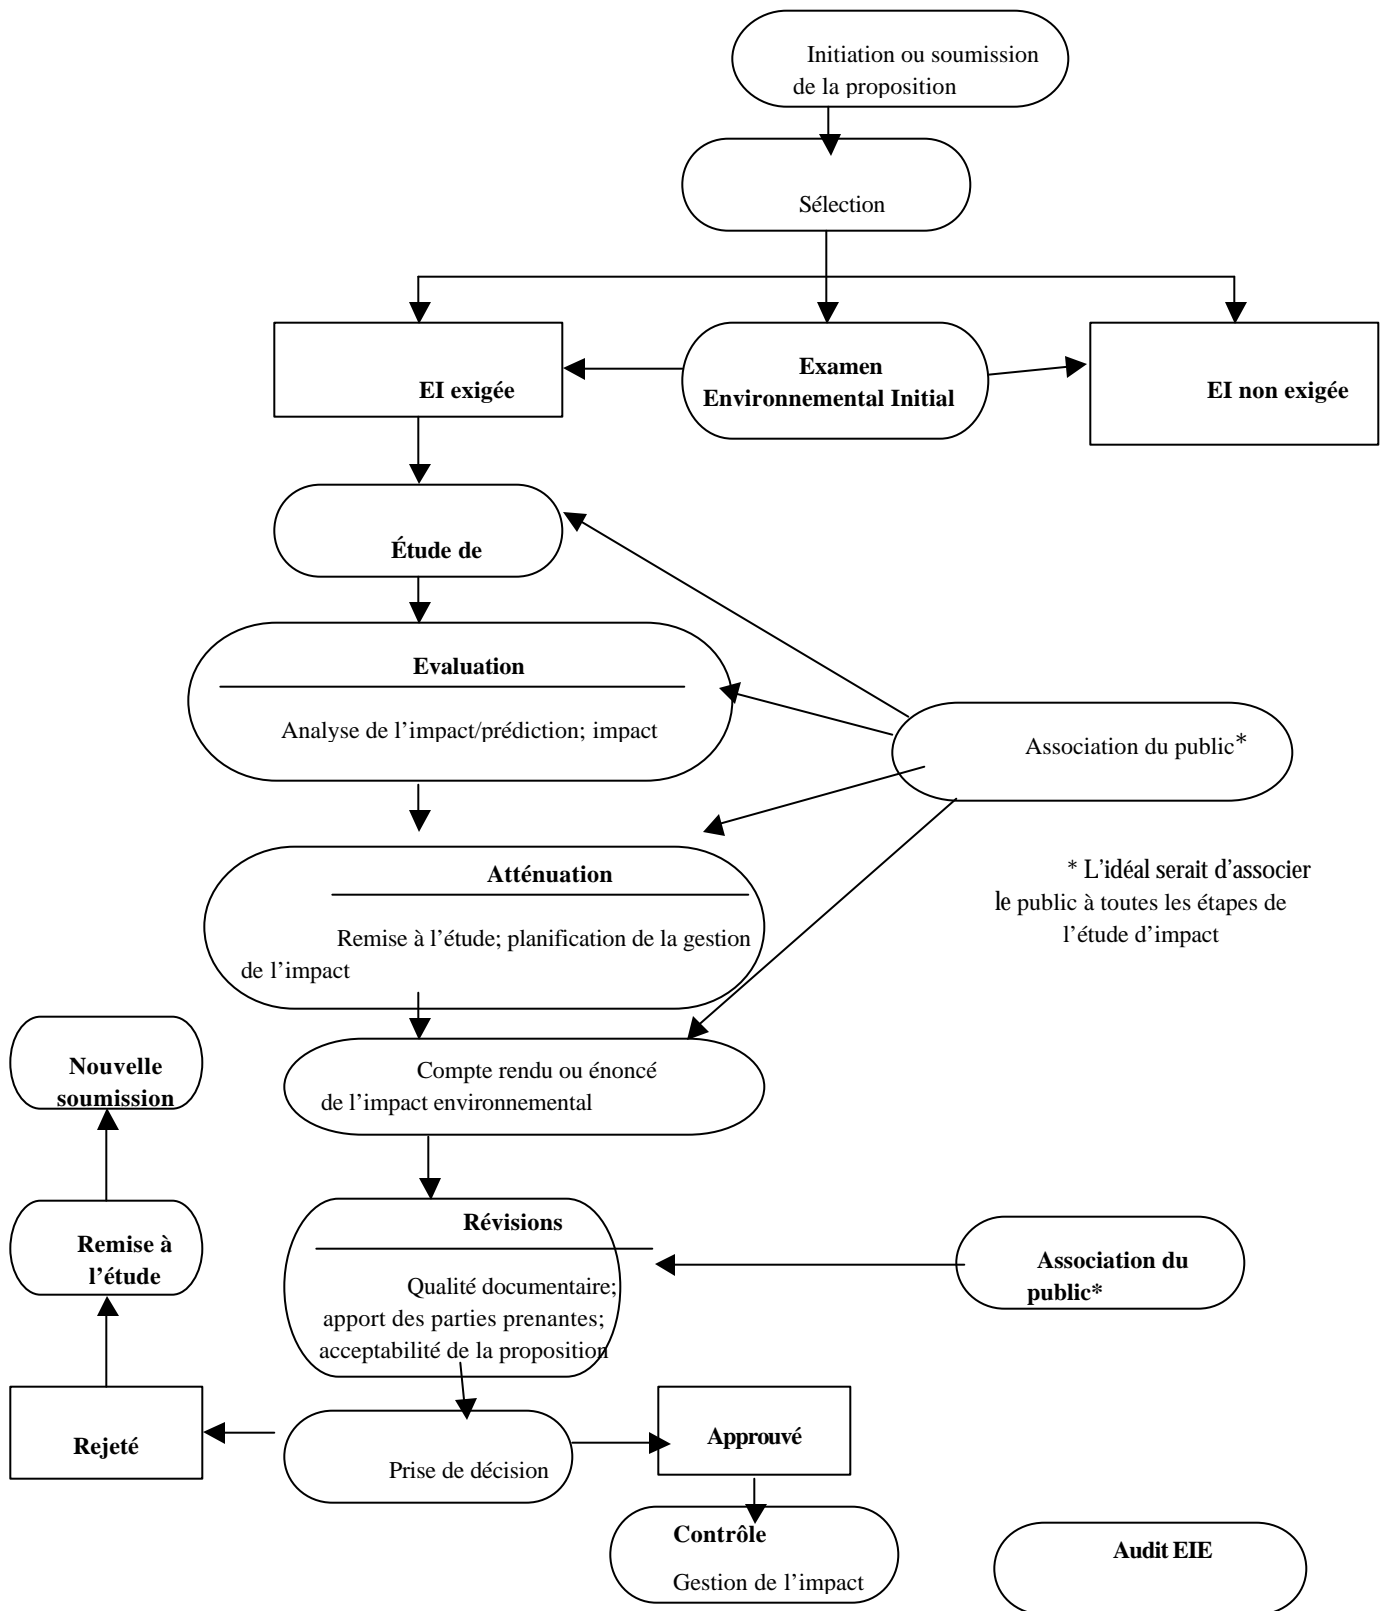 Initiation ou soumission
de la proposition
Sélection
EI exigée
Examen
Environnemental Initial
EI non exigée
Étude de
Evaluation
Analyse de l'impact/prédiction; impact
Association du public*
Atténuation
Remise à l'étude; planification de la gestion
de l'impact
* L'idéal serait d'associer
le public à toutes les étapes de
l'étude d'impact
Compte rendu ou énoncé
de l'impact environnemental
Nouvelle
soumission
Révisions
Qualité documentaire;
apport des parties prenantes;
acceptabilité de la proposition
Remise à
l'étude
Association du
public*
Rejeté
Prise de décision
Approuvé
Contrôle
Gestion de l'impact
Audit EIE